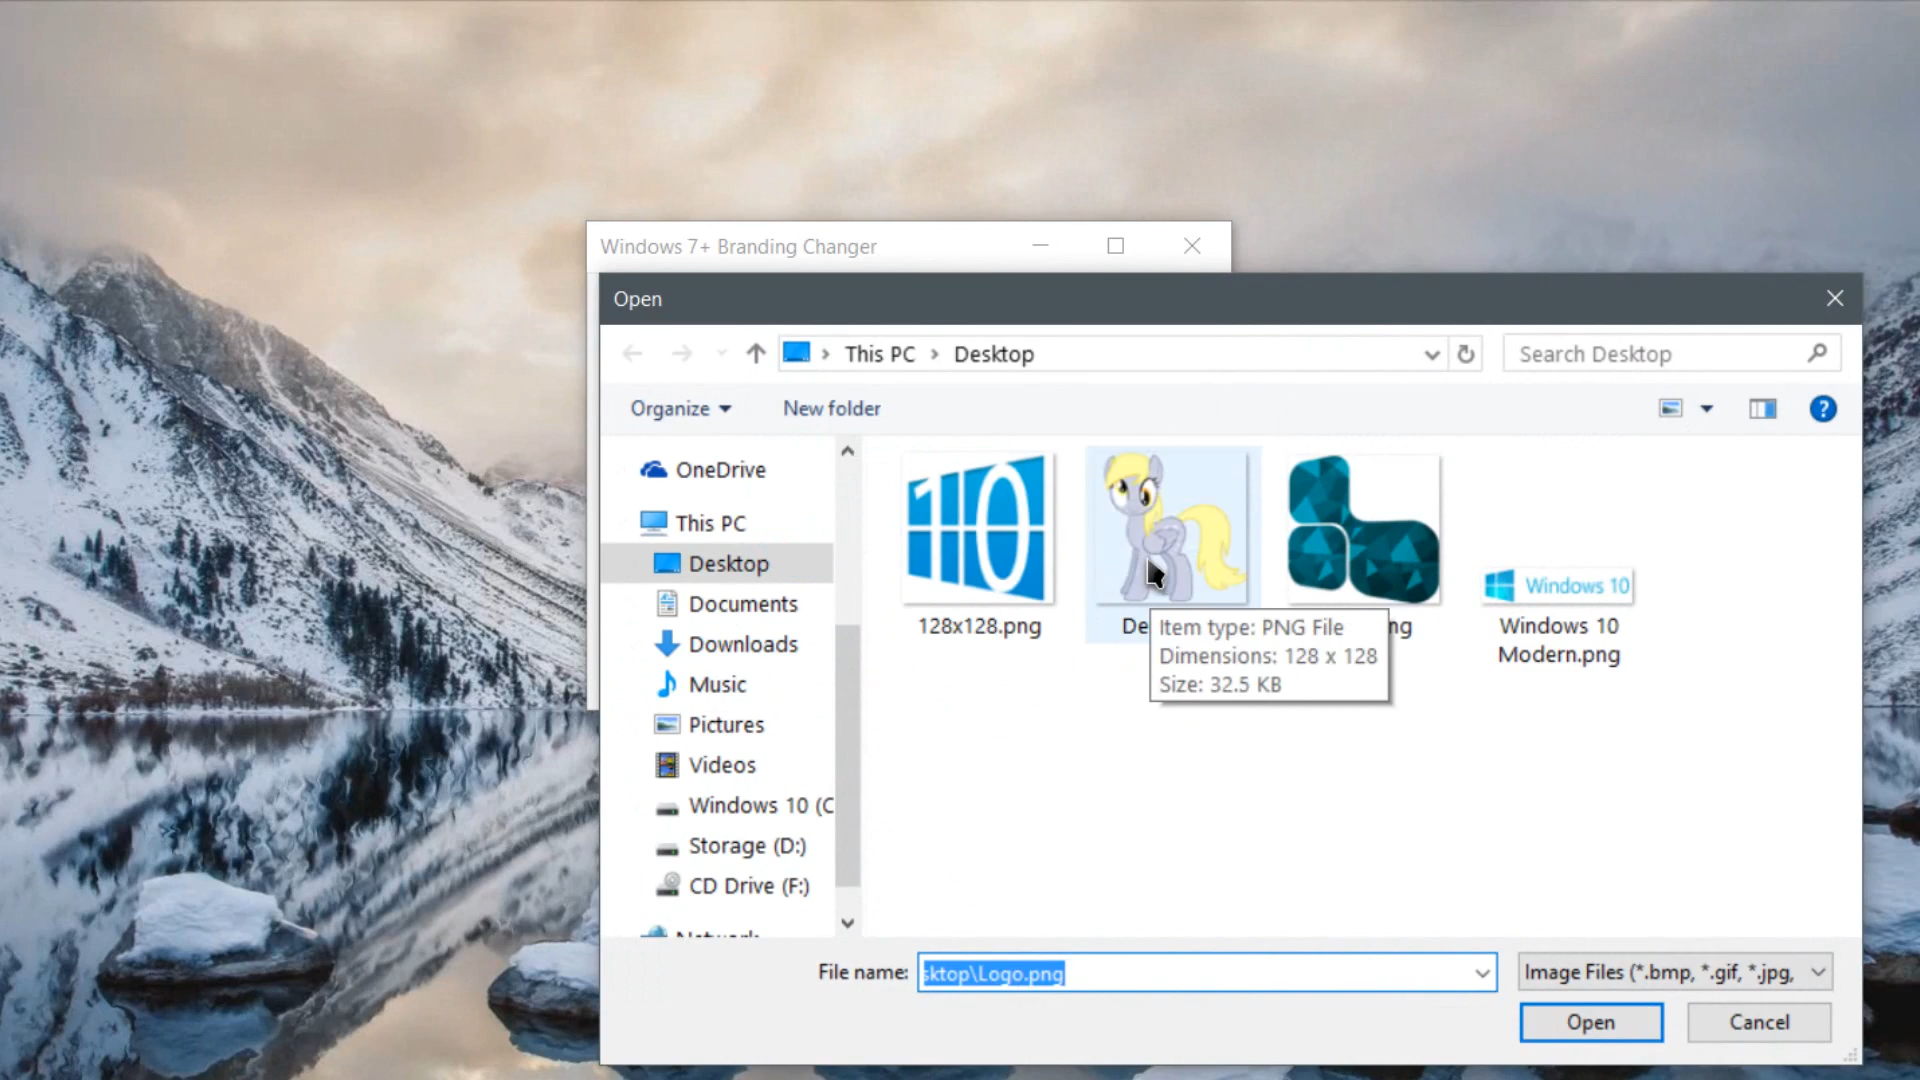 Windows 7+ Branding Changer
Open
This PC
Desktop
Search Desktop
Organize
New folder
OneDrive
This PC
Desktop
Documents
Downloads
Music
Pictures
Videos
Windows 10 (C
Storage (D:)
CD Drive (F:)
10
Windows 10
128x128.png
De
ng
Windows 10
Modern.png
Item type: PNG File
Dimensions: 128 x 128
Size: 32.5 KB
File name:
sktop\Logo.png
Image Files (*.bmp, *.gif, *.jpg,
Open
Cancel